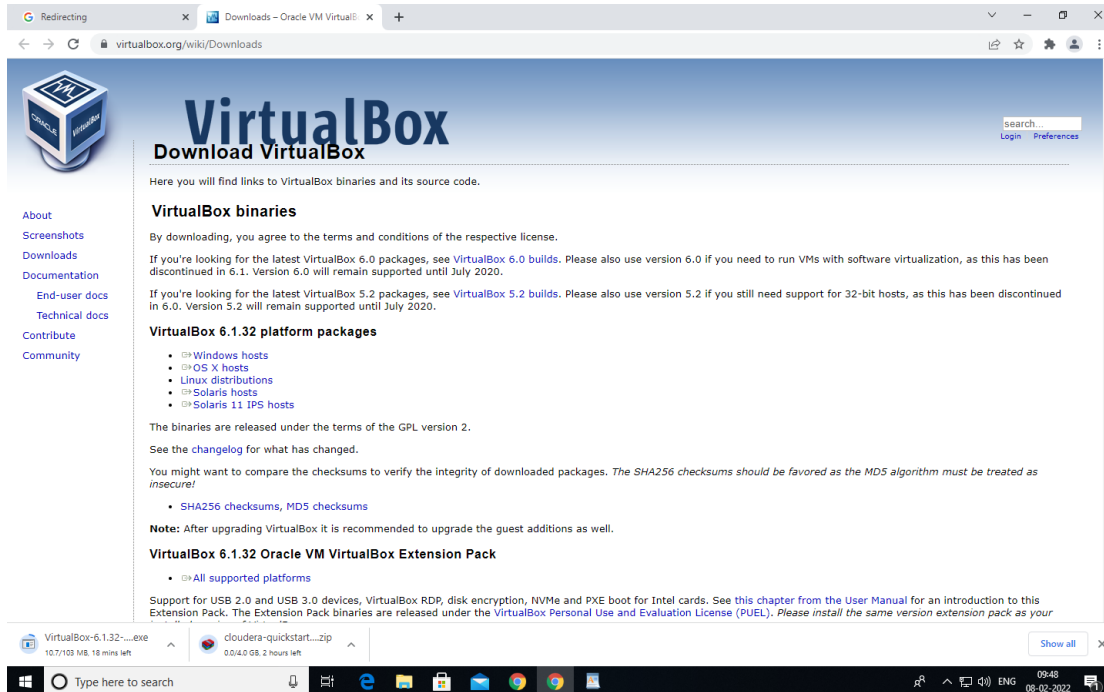 Redirecting
Downloads – Oracle VM VirtualB
virtualbox.org/wiki/Downloads
ORACLE
VirtualBox
VirtualBox
search...
Login Preferences
Download VirtualBox
Here you will find links to VirtualBox binaries and its source code.
About
Screenshots
Downloads
Documentation
End-user docs
Technical docs
Contribute
Community
VirtualBox binaries
By downloading, you agree to the terms and conditions of the respective license.
If you're looking for the latest VirtualBox 6.0 packages, see VirtualBox 6.0 builds. Please also use version 6.0 if you need to run VMs with software virtualization, as this has been
discontinued in 6.1. Version 6.0 will remain supported until July 2020.
If you're looking for the latest VirtualBox 5.2 packages, see VirtualBox 5.2 builds. Please also use version 5.2 if you still need support for 32-bit hosts, as this has been discontinued
in 6.0. Version 5.2 will remain supported until July 2020.
VirtualBox 6.1.32 platform packages
Windows hosts
OS X hosts
Linux distributions
Solaris hosts
Solaris 11 IPS hosts
The binaries are released under the terms of the GPL version 2.
See the changelog for what has changed.
You might want to compare the checksums to verify the integrity of downloaded packages. The SHA256 checksums should be favored as the MD5 algorithm must be treated as
insecure!
SHA256 checksums, MD5 checksums
Note: After upgrading VirtualBox it is recommended to upgrade the guest additions as well.
VirtualBox 6.1.32 Oracle VM VirtualBox Extension Pack
All supported platforms
Support for USB 2.0 and USB 3.0 devices, VirtualBox RDP, disk encryption, NVMe and PXE boot for Intel cards. See this chapter from the User Manual for an introduction to this
Extension Pack. The Extension Pack binaries are released under the VirtualBox Personal Use and Evaluation License (PUEL). Please install the same version extension pack as your
VirtualBox-6.1.32-....exe
10.7/103 MB, 18 mins left
cloudera-quickstart....zip
0.0/4.0 GB, 2 hours left
Show all
Type here to search
ENG
09:48
08-02-2022